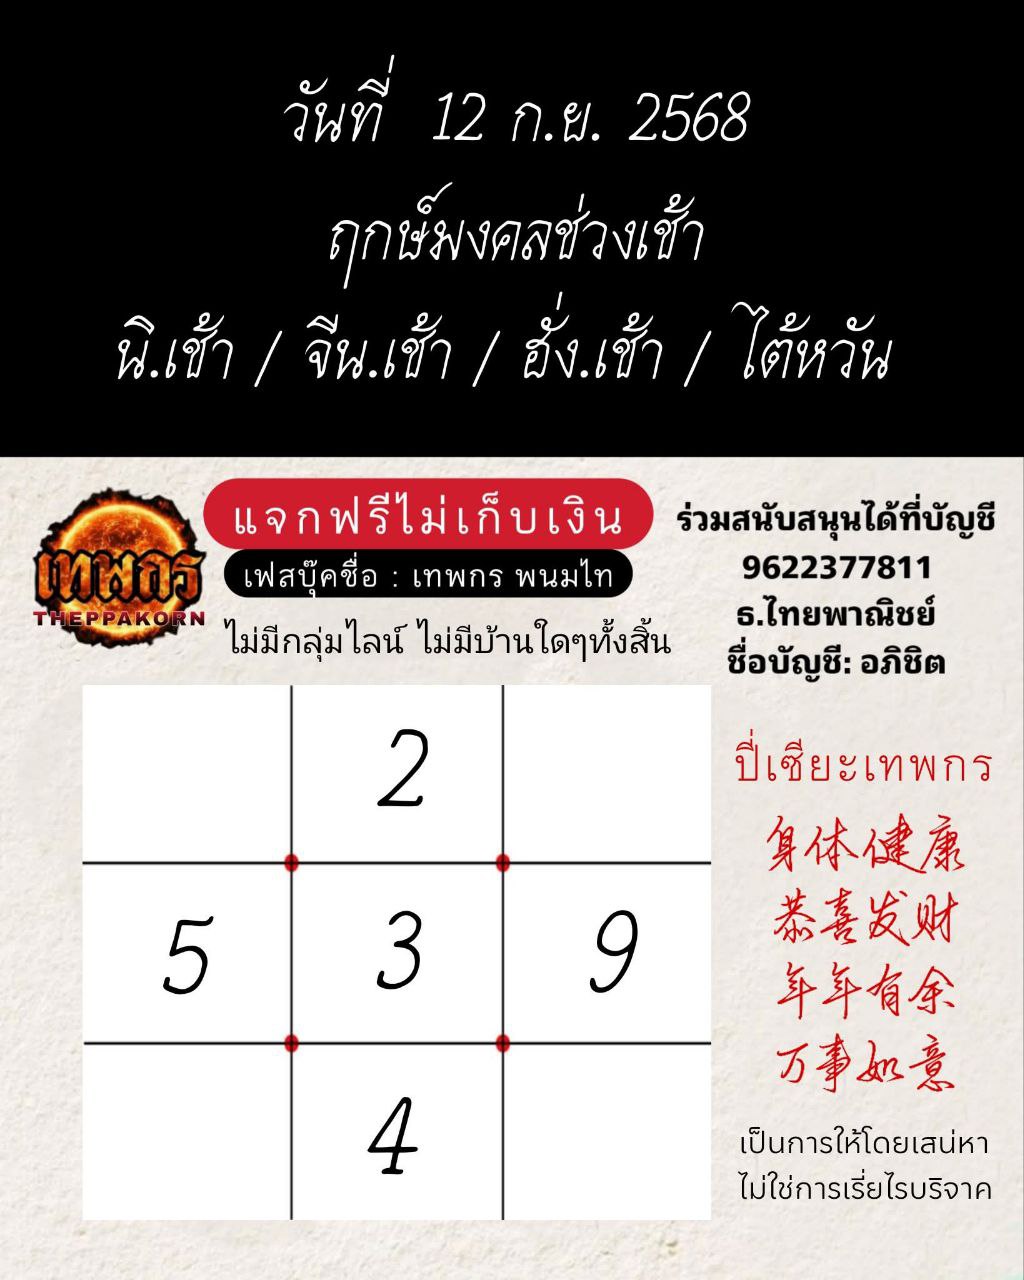 วันที่ 12 ก.ย. 2568
ฤกษ์มงคลช่วงเช้า
นิ.เช้า / จีน.เช้า / ฮั่ง.เช้า / ไต้หวัน
แจกฟรีไม่เก็บเงิน
เฟสบุ๊คชื่อ : เทพกร พนมไท
ไม่มีกลุ่มไลน์ ไม่มีบ้านใดๆทั้งสิ้น
เทพกร
THEPPAKORN
ร่วมสนับสนุนได้ที่บัญชี
9622377811
ธ.ไทยพาณิชย์
ชื่อบัญชี: อภิชิต
2
5 3 9
4
ปี่เซียะเทพกร
身体健康
恭喜发财
年年有余
万事如意
เป็นการให้โดยเสน่หา
ไม่ใช่การเรี่ยไรบริจาค